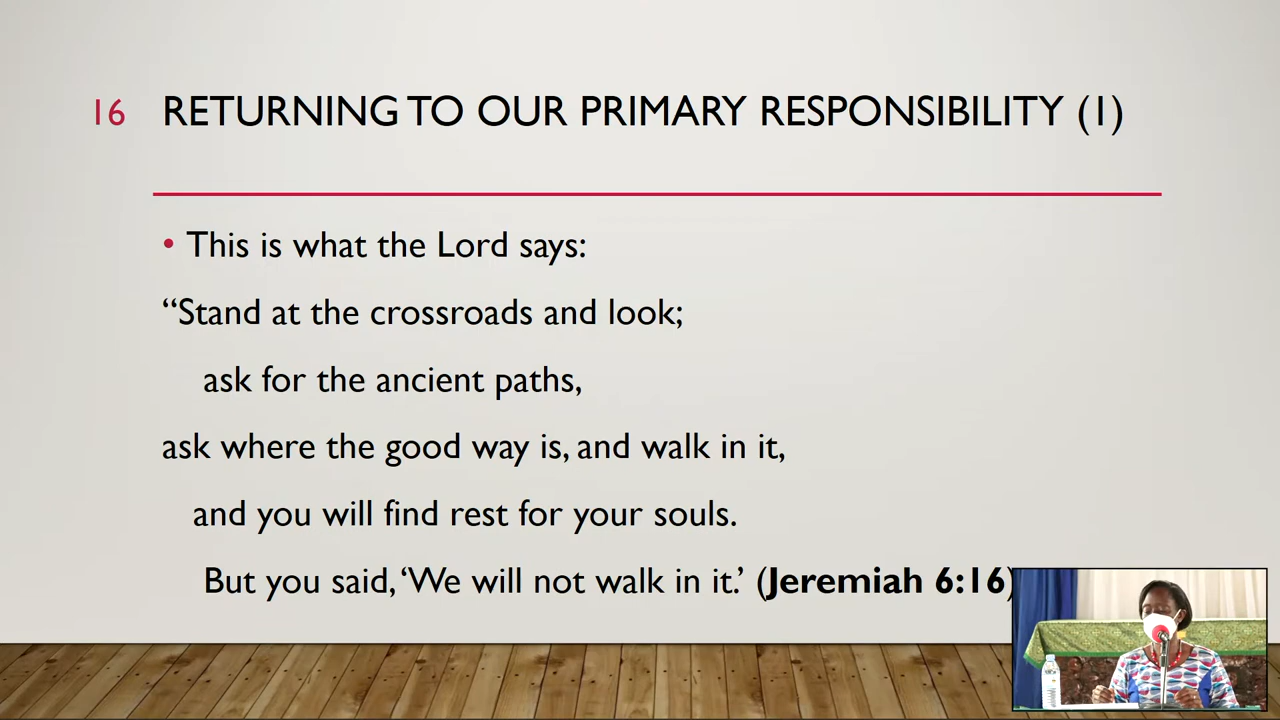 16 RETURNING TO OUR PRIMARY RESPONSIBILITY (1)
• This is what the Lord says:
“Stand at the crossroads and look;
ask for the ancient paths,
ask where the good way is, and walk in it,
and you will find rest for your souls.
But you said, ‘We will not walk in it.’ (Jeremiah 6:16)